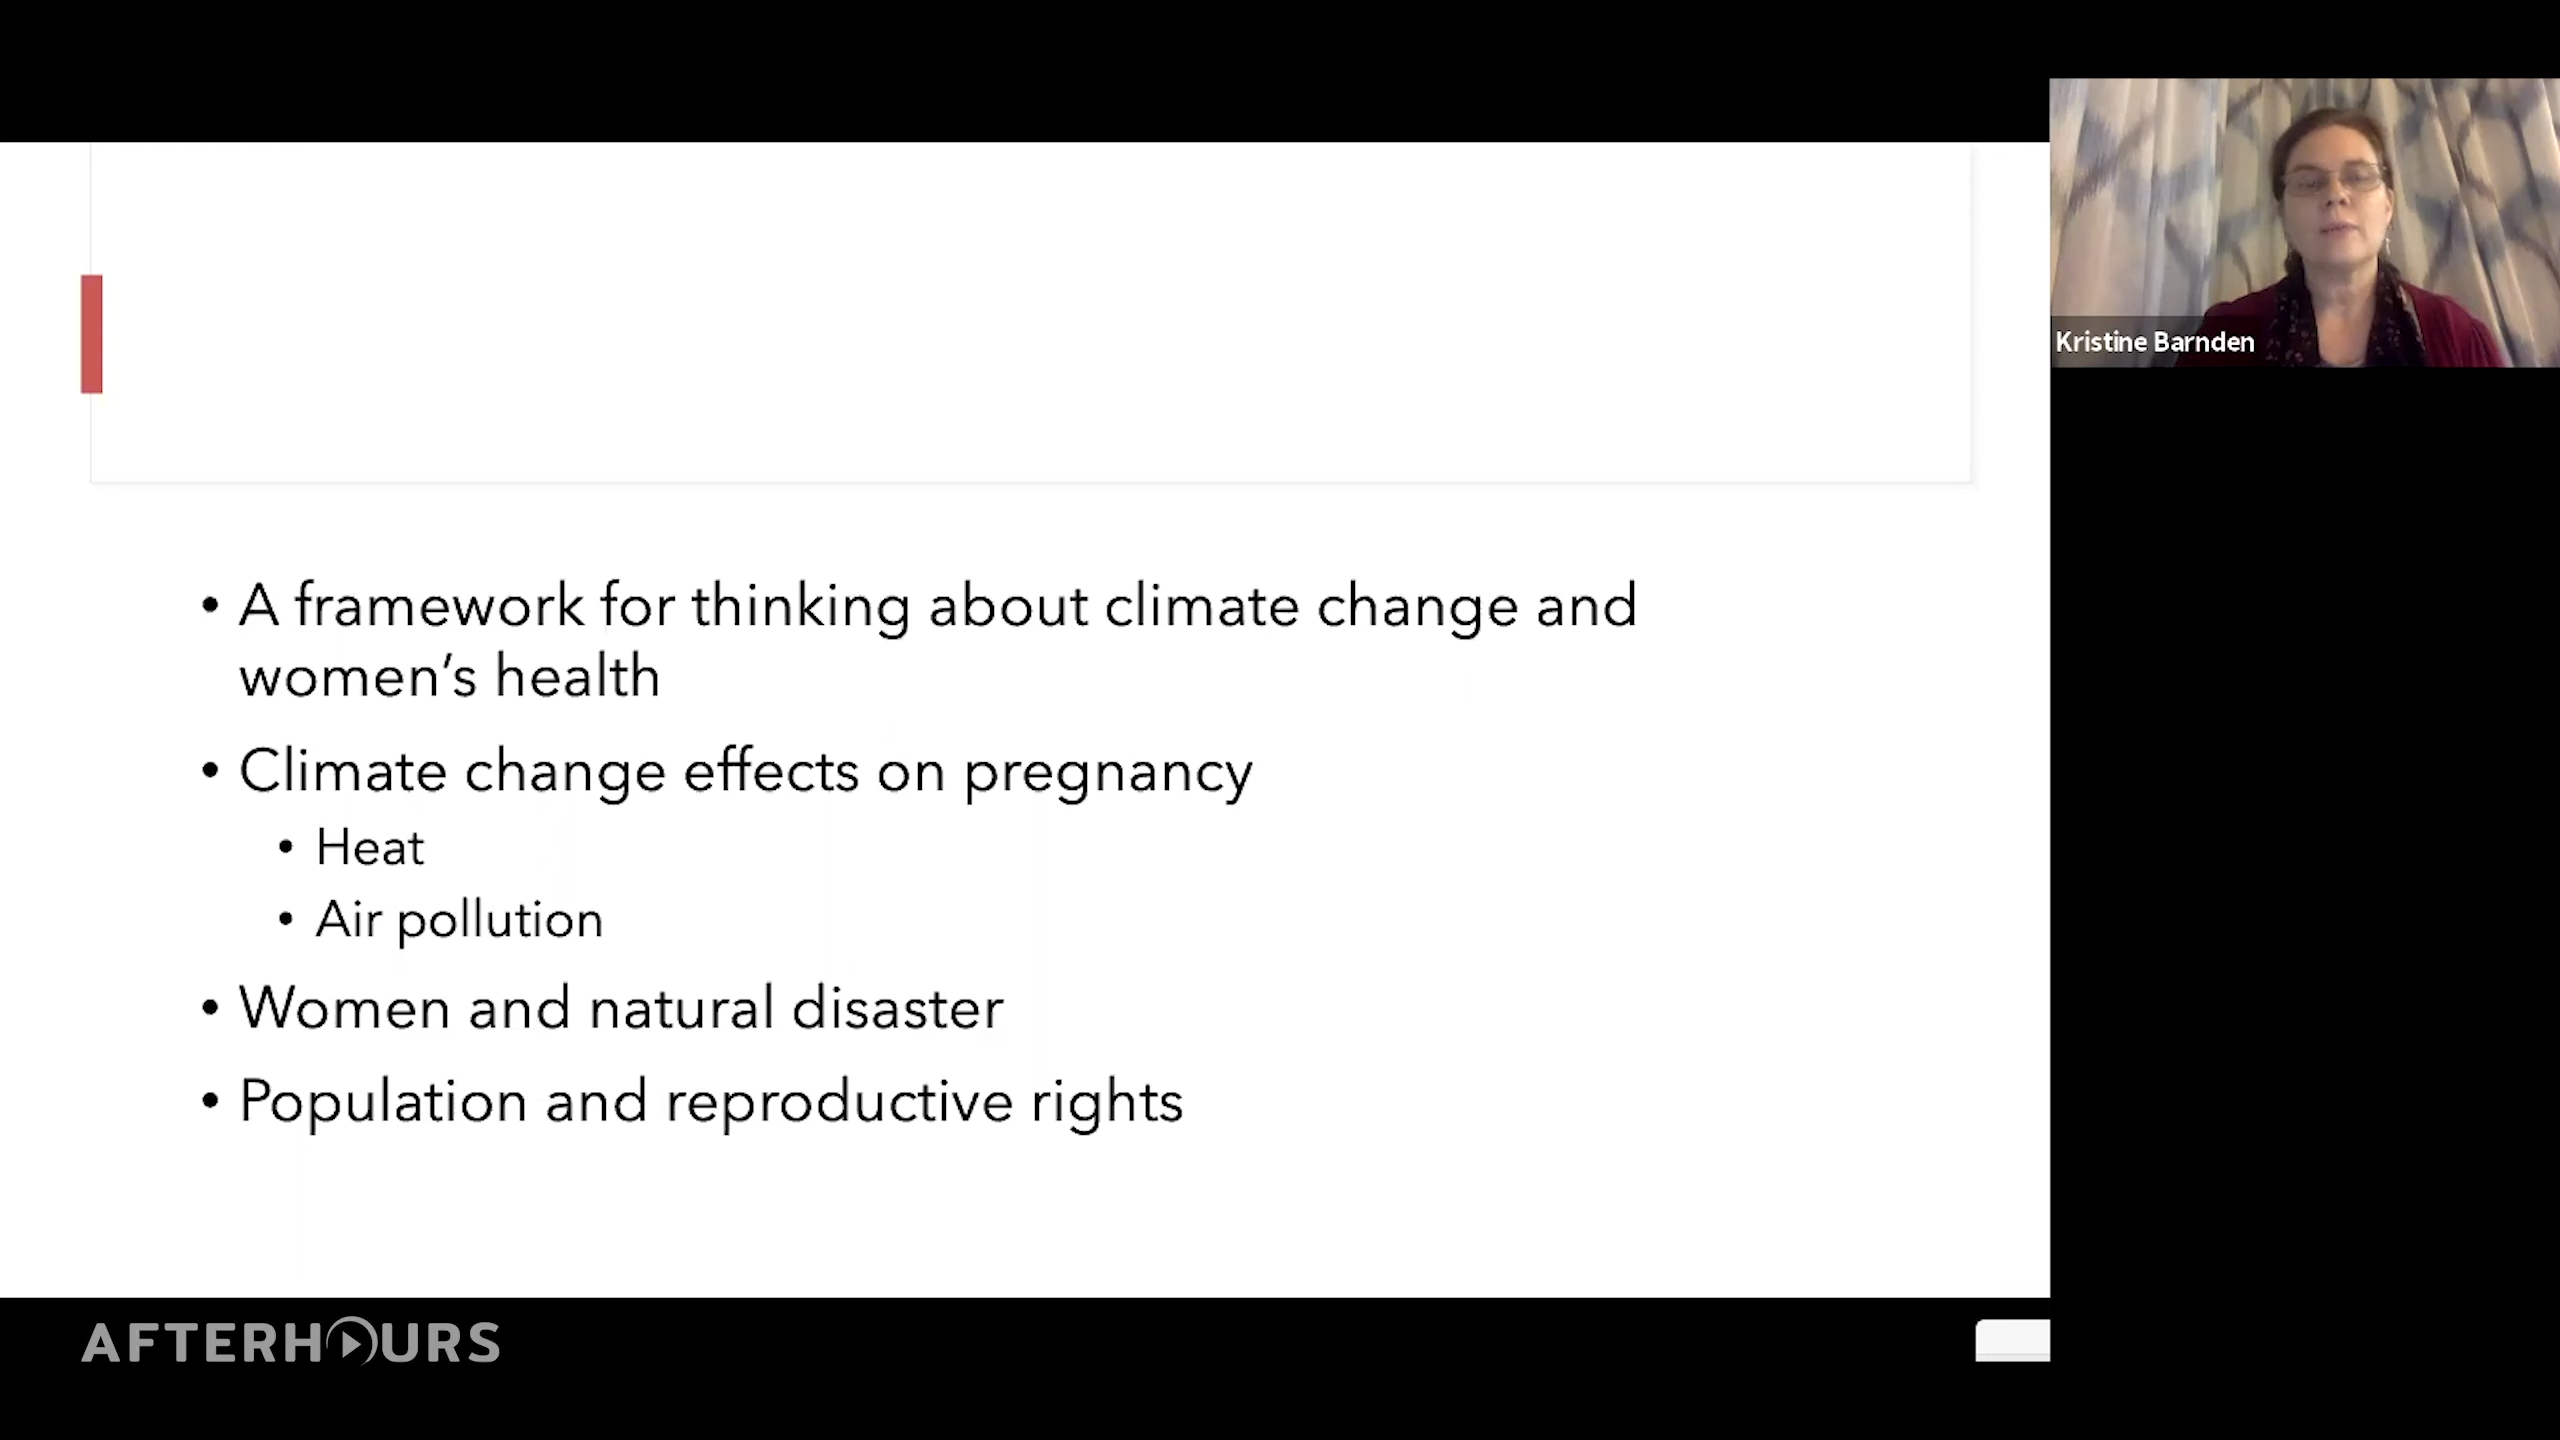 • A framework for thinking about climate change and
women’s health
• Climate change effects on pregnancy
• Heat
• Air pollution
• Women and natural disaster
• Population and reproductive rights
Kristine Barnden
AFTERHOURS